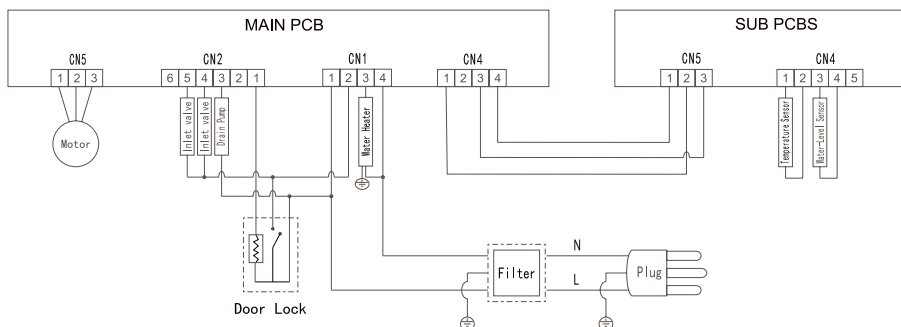 MAIN PCB
SUB PCBS
CN5
CN2
CN1
CN4
CN5
CN4
1 2 3
6 5 4 3 2 1
1 2 3 4
1 2 3 4
1 2 3
1 2 3 4 5
Motor
Inlet valve
Inlet valve
Drain Pump
Water Heater
Temperature Sensor
Water-Level Sensor
Door Lock
Filter
N
L
Plug